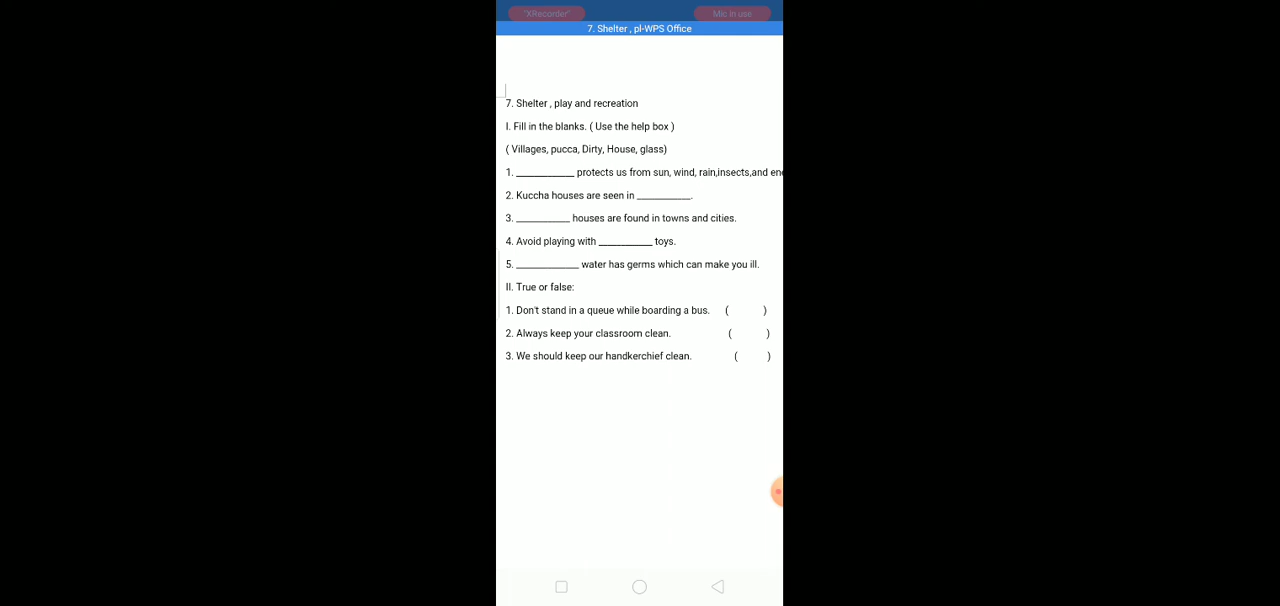 "XRecorder" Mic in use
7. Shelter , pl-WPS Office
7. Shelter , play and recreation
I. Fill in the blanks. ( Use the help box )
( Villages, pucca, Dirty, House, glass)
1. ____________ protects us from sun, wind, rain,insects,and
2. Kuccha houses are seen in ___________.
3. ___________ houses are found in towns and cities.
4. Avoid playing with ___________ toys.
5. _____________ water has germs which can make you ill.
II. True or false:
1. Don't stand in a queue while boarding a bus. ( )
2. Always keep your classroom clean. ( )
3. We should keep our handkerchief clean. ( )